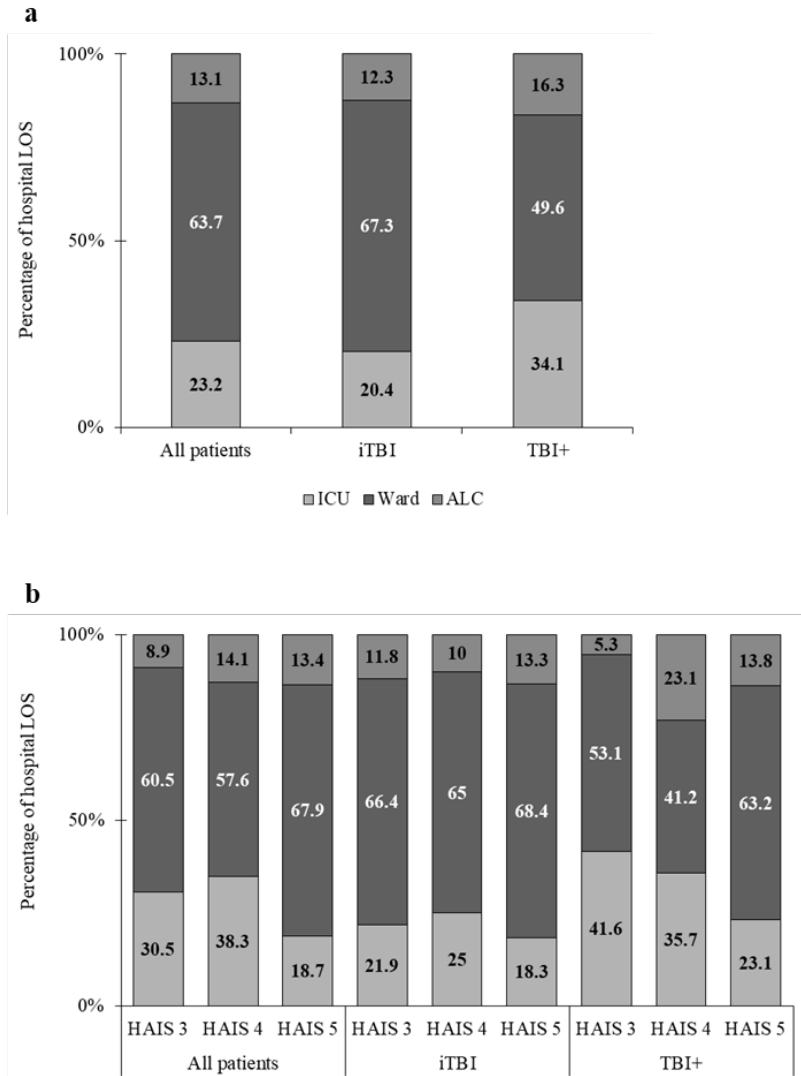 a
Percentage of hospital LOS
100%
50%
0%
13.1 12.3 16.3
63.7 67.3 49.6
23.2 20.4 34.1
All patients iTBI TBI+
ICU Ward ALC
b
Percentage of hospital LOS
100%
50%
0%
8.9 14.1 13.4 11.8 10 13.3 5.3 23.1 13.8
60.5 57.6 67.9 66.4 65 68.4 53.1 41.2 63.2
30.5 38.3 18.7 21.9 25 18.3 41.6 35.7 23.1
HAIS 3 HAIS 4 HAIS 5 HAIS 3 HAIS 4 HAIS 5 HAIS 3 HAIS 4 HAIS 5
All patients iTBI TBI+